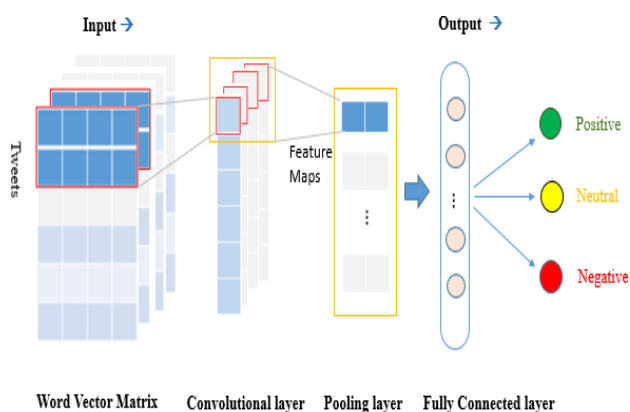 Input →
Output →
Tweets
Feature
Maps
...
...
Positive
Neutral
Negative
Word Vector Matrix
Convolutional layer
Pooling layer
Fully Connected layer